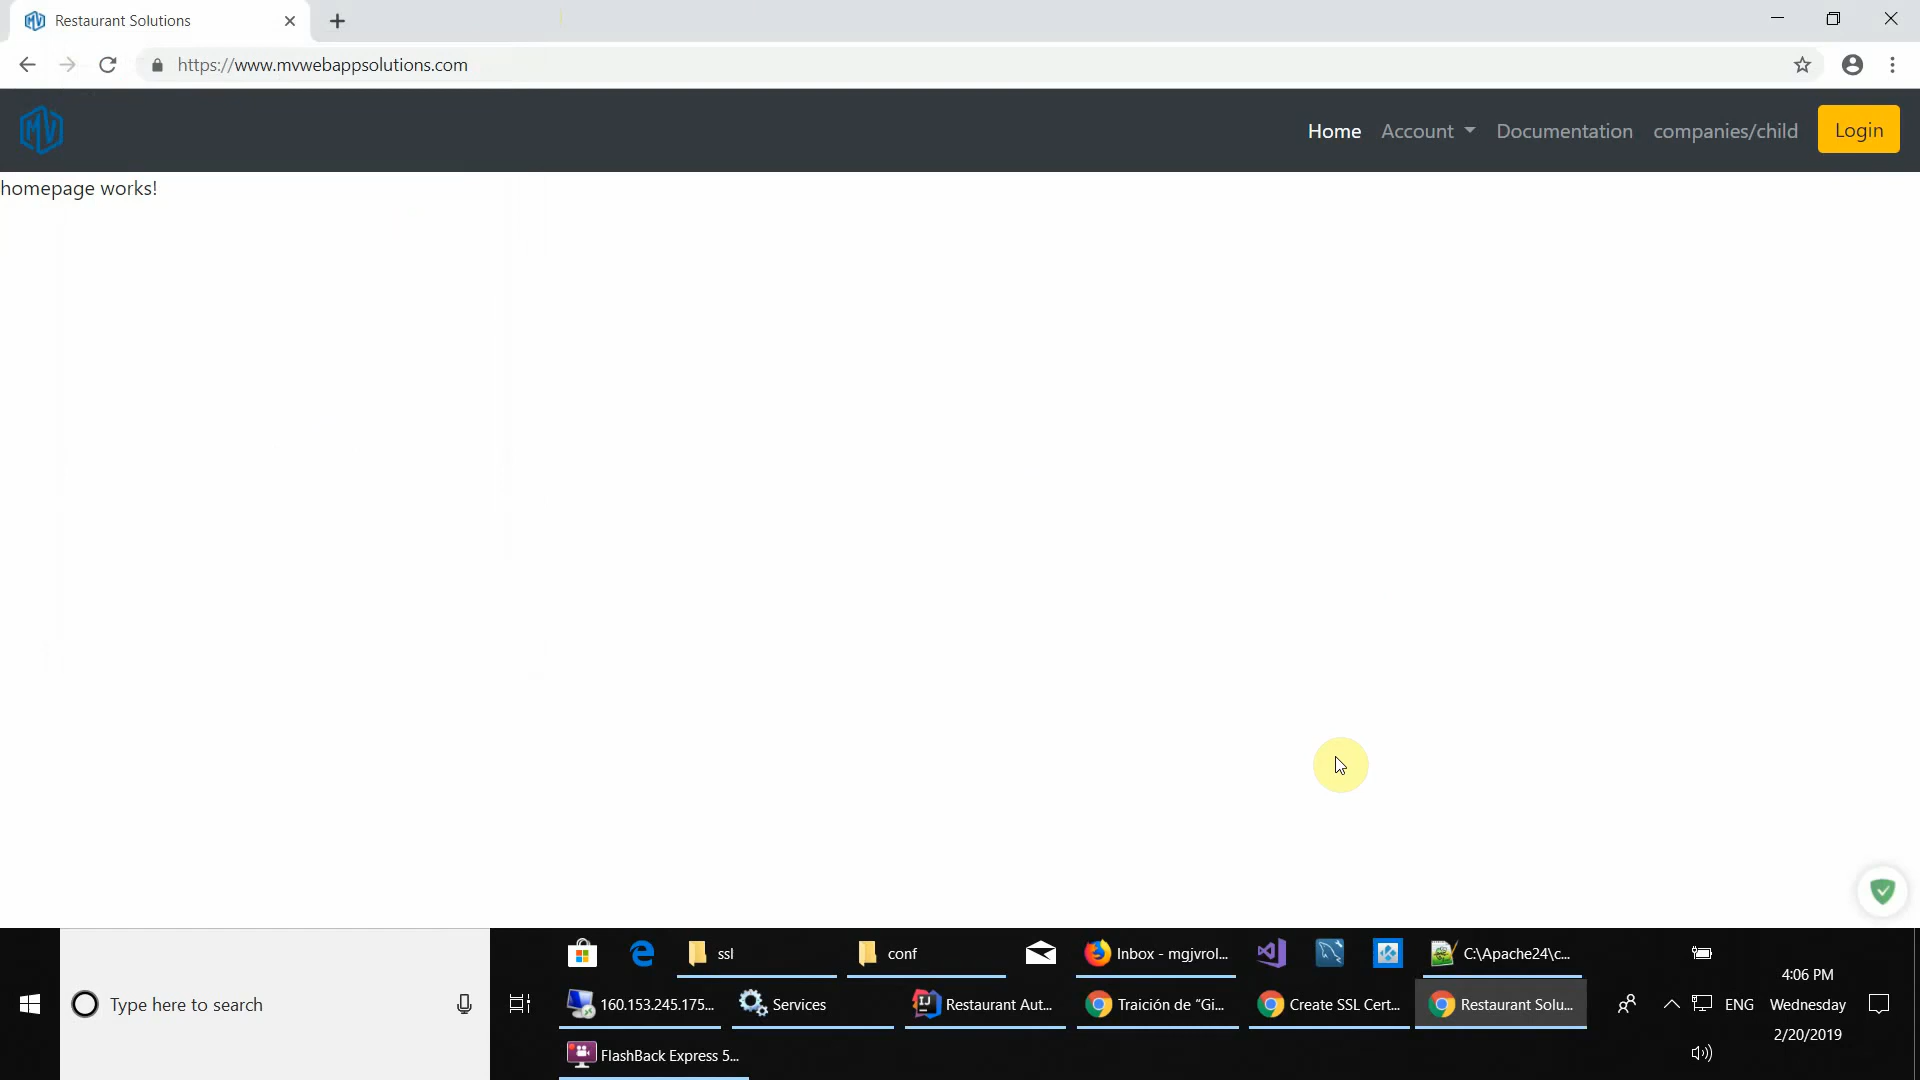 Restaurant Solutions
https://www.mvwebappsolutions.com
MV
Home Account Documentation companies/child Login
homepage works!
ssl
conf
Inbox - mgjvrol...
C:\Apache24\c...
Type here to search
160.153.245.175...
Services
Restaurant Aut...
Traición de “Gi...
Create SSL Cert...
Restaurant Solu...
ENG
4:06 PM
Wednesday
2/20/2019
FlashBack Express 5...